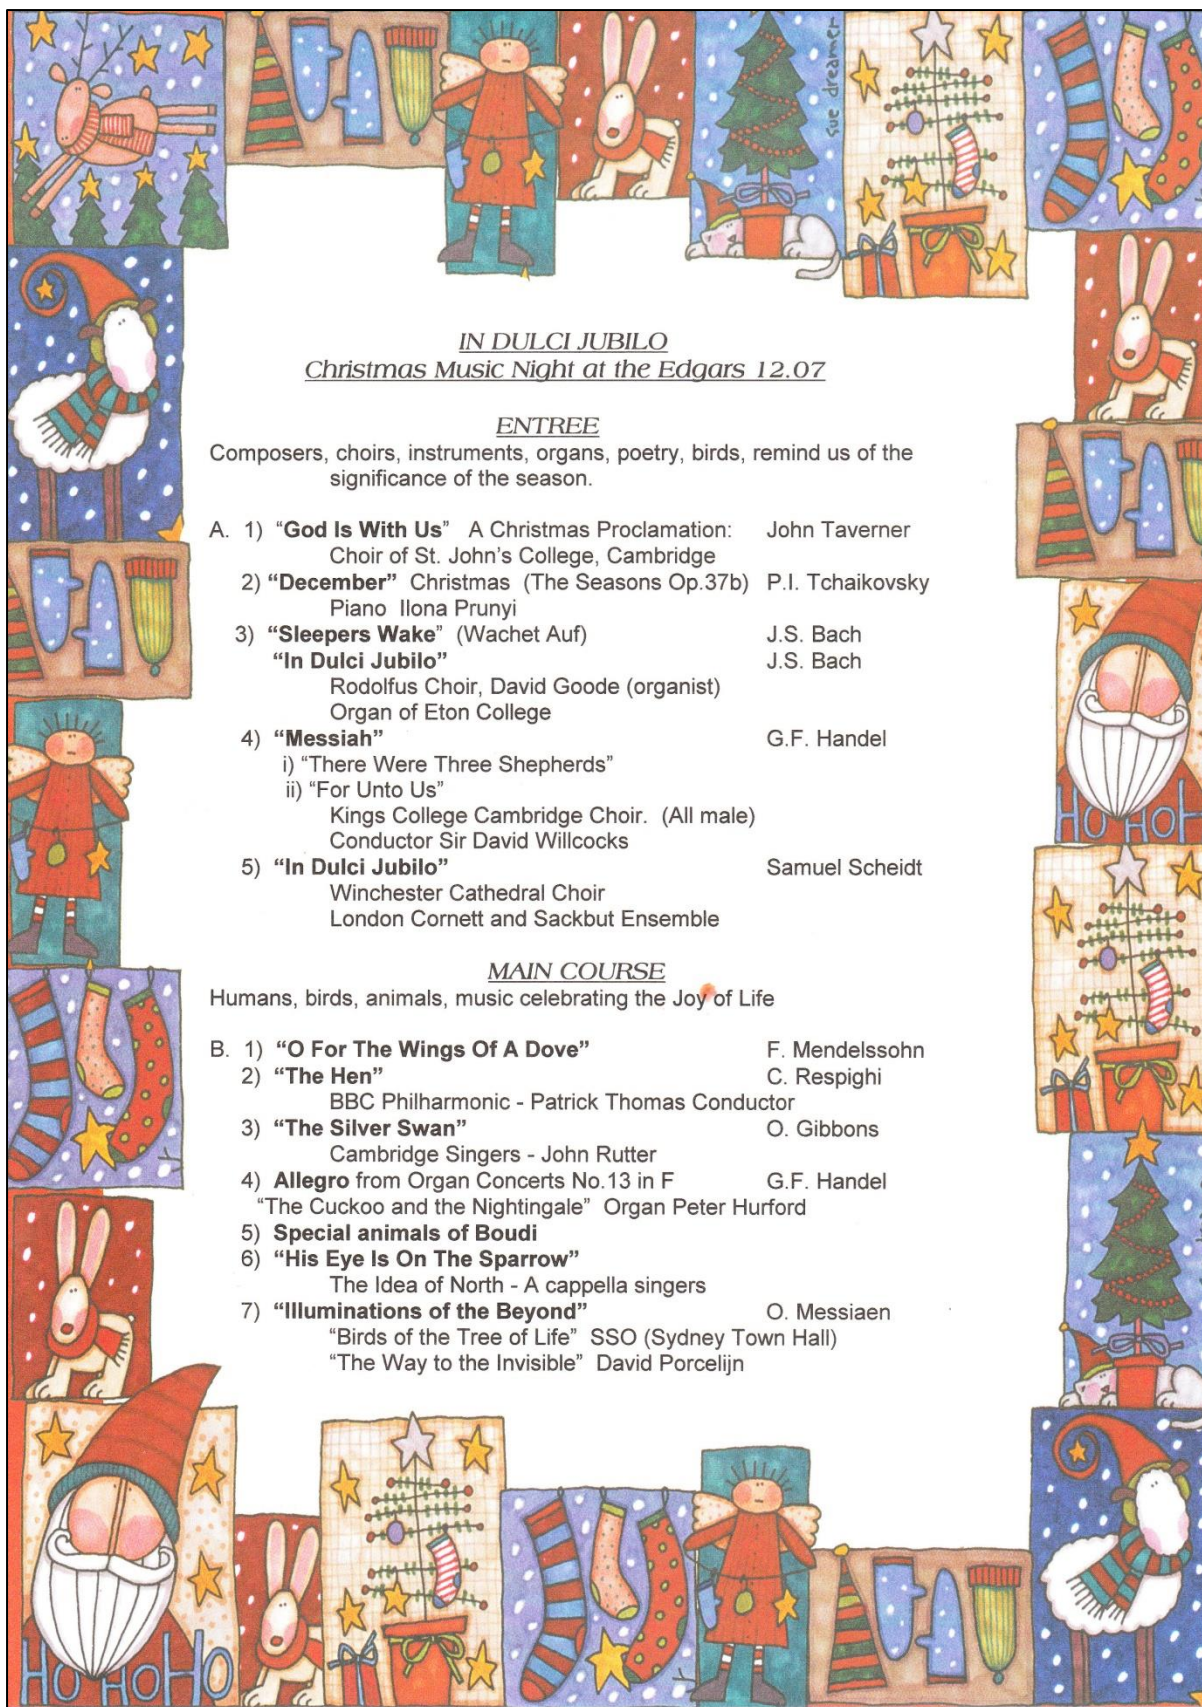 Sue dreamer
IN DULCI JUBILO
Christmas Music Night at the Edgars 12.07
ENTREE
Composers, choirs, instruments, organs, poetry, birds, remind us of the
significance of the season.
A. 1) “God Is With Us” A Christmas Proclamation: John Taverner
Choir of St. John’s College, Cambridge
2) “December” Christmas (The Seasons Op.37b) P.I. Tchaikovsky
Piano Ilona Prunyi
3) “Sleepers Wake” (Wachet Auf) J.S. Bach
“In Dulci Jubilo” J.S. Bach
Rodolfus Choir, David Goode (organist)
Organ of Eton College
4) “Messiah” G.F. Handel
i) “There Were Three Shepherds”
ii) “For Unto Us”
Kings College Cambridge Choir. (All male)
Conductor Sir David Willcocks
5) “In Dulci Jubilo” Samuel Scheidt
Winchester Cathedral Choir
London Cornett and Sackbut Ensemble
MAIN COURSE
Humans, birds, animals, music celebrating the Joy of Life
B. 1) “O For The Wings Of A Dove” F. Mendelssohn
2) “The Hen” C. Respighi
BBC Philharmonic - Patrick Thomas Conductor
3) “The Silver Swan” O. Gibbons
Cambridge Singers - John Rutter
4) Allegro from Organ Concerts No.13 in F G.F. Handel
“The Cuckoo and the Nightingale” Organ Peter Hurford
5) Special animals of Boudi
6) “His Eye Is On The Sparrow”
The Idea of North - A cappella singers
7) “Illuminations of the Beyond” O. Messiaen
“Birds of the Tree of Life” SSO (Sydney Town Hall)
“The Way to the Invisible” David Porcelijn
HO HOH
HO HOHO